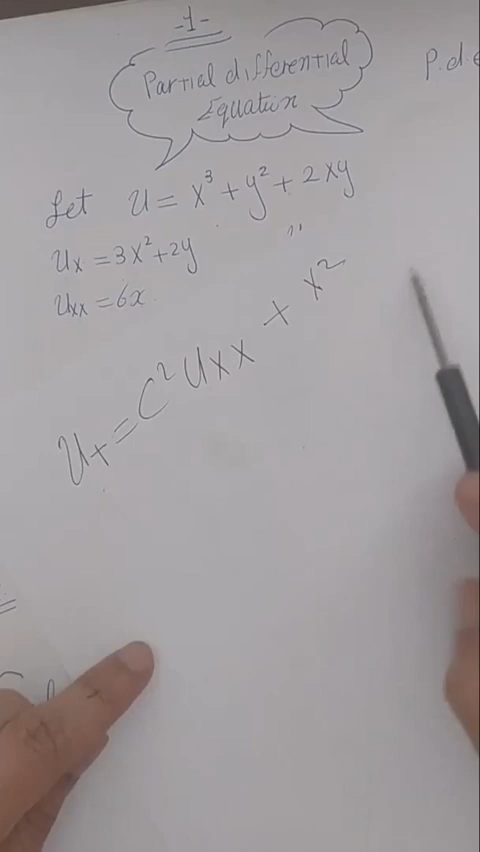 -1-
Partial differential
Equation
P.d.e
Let u = x³ + y² + 2xy
Ux = 3x² + 2y
Uxx = 6x
Ut = C² Uxx + x²